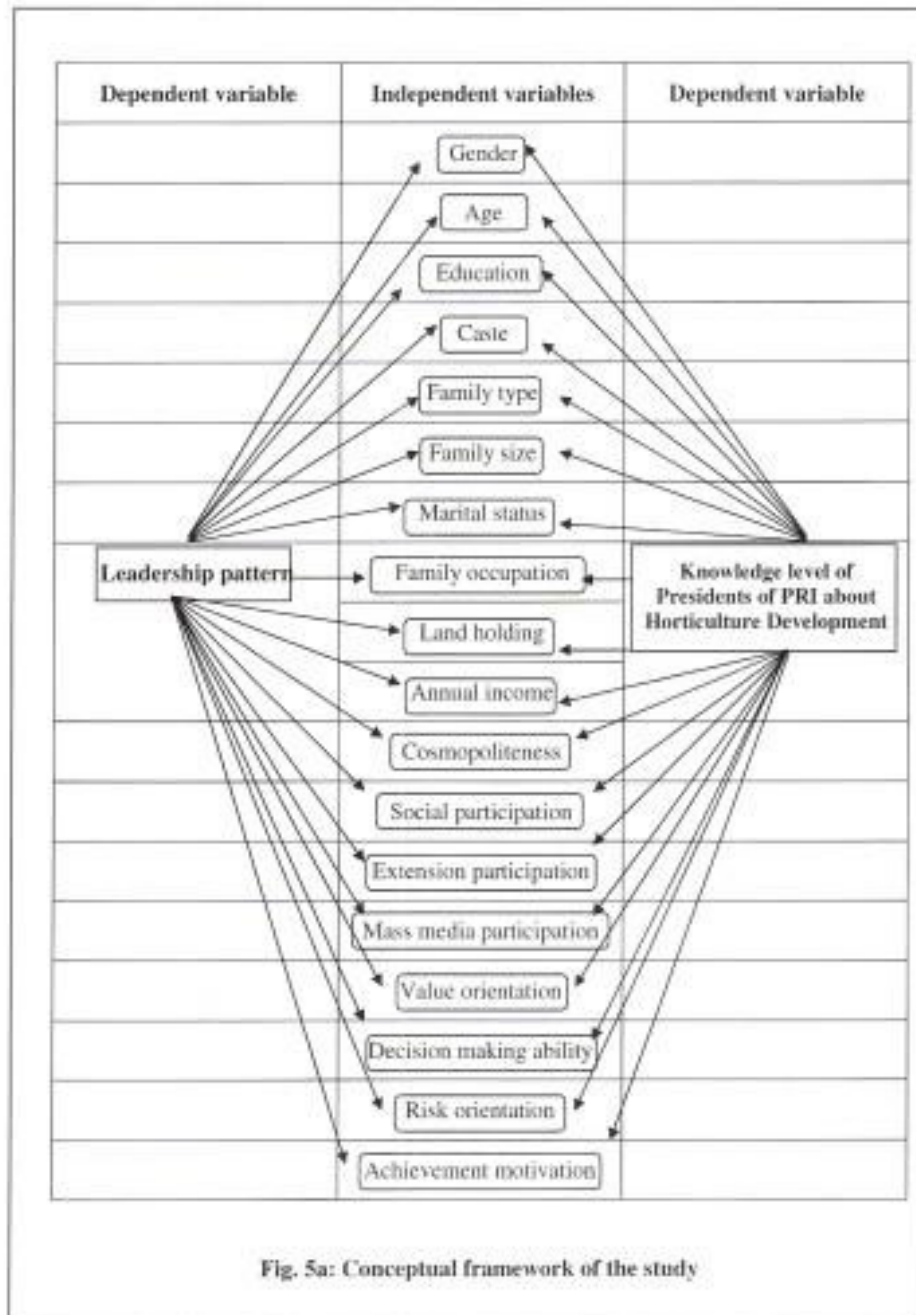 Dependent variable
Independent variables
Dependent variable
Gender
Age
Education
Caste
Family type
Family size
Marital status
Leadership pattern
Family occupation
Knowledge level of
Presidents of PRI about
Horticulture Development
Land holding
Annual income
Cosmopoliteness
Social participation
Extension participation
Mass media participation
Value orientation
Decision making ability
Risk orientation
Achievement motivation
Fig. 5a: Conceptual framework of the study